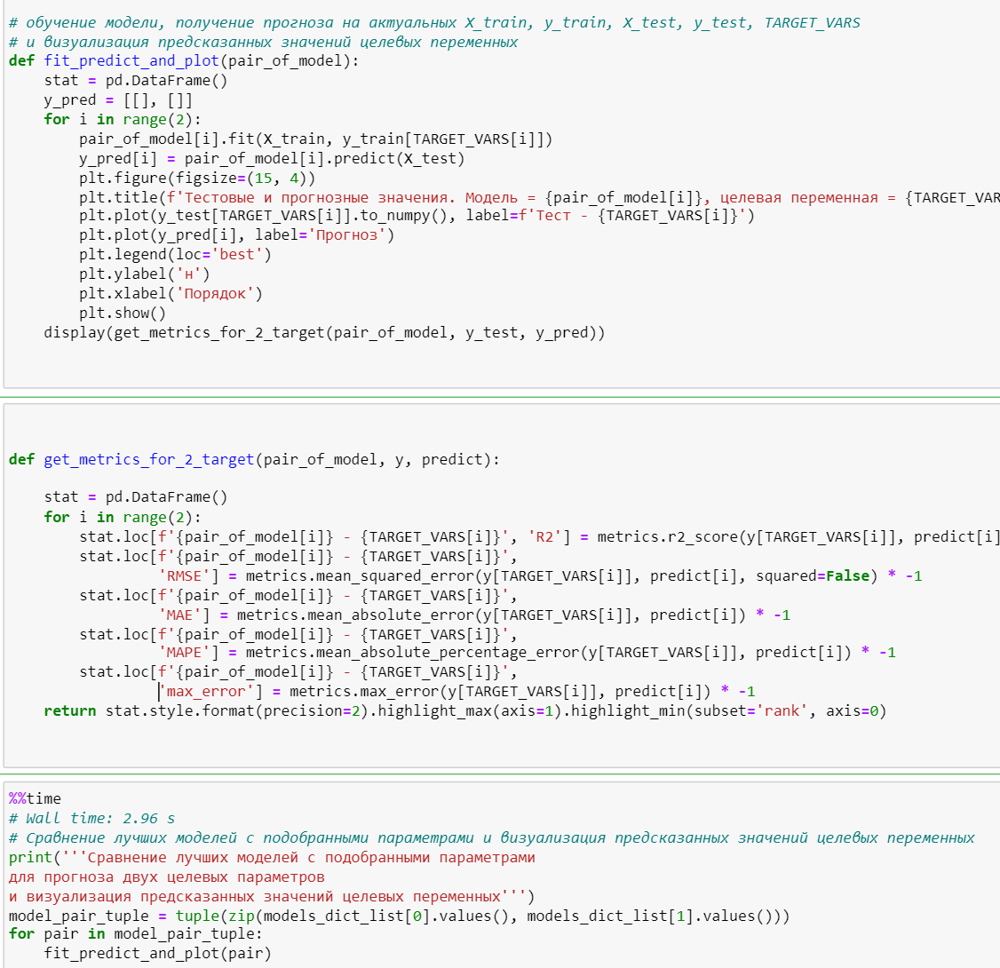 # обучение модели, получение прогноза на актуальных X_train, y_train, X_test, y_test, TARGET_VARS
# и визуализация предсказанных значений целевых переменных
def fit_predict_and_plot(pair_of_model):
    stat = pd.DataFrame()
    y_pred = [[], []]
    for i in range(2):
        pair_of_model[i].fit(X_train, y_train[TARGET_VARS[i]])
        y_pred[i] = pair_of_model[i].predict(X_test)
        plt.figure(figsize=(15, 4))
        plt.title(f'Тестовые и прогнозные значения. Модель = {pair_of_model[i]}, целевая переменная = {TARGET_VAR
        plt.plot(y_test[TARGET_VARS[i]].to_numpy(), label=f'Тест - {TARGET_VARS[i]}')
        plt.plot(y_pred[i], label='Прогноз')
        plt.legend(loc='best')
        plt.ylabel('н')
        plt.xlabel('Порядок')
        plt.show()
    display(get_metrics_for_2_target(pair_of_model, y_test, y_pred))
def get_metrics_for_2_target(pair_of_model, y, predict):
    stat = pd.DataFrame()
    for i in range(2):
        stat.loc[f'{pair_of_model[i]} - {TARGET_VARS[i]}', 'R2'] = metrics.r2_score(y[TARGET_VARS[i]], predict[i]
        stat.loc[f'{pair_of_model[i]} - {TARGET_VARS[i]}',
                 'RMSE'] = metrics.mean_squared_error(y[TARGET_VARS[i]], predict[i], squared=False) * -1
        stat.loc[f'{pair_of_model[i]} - {TARGET_VARS[i]}',
                 'MAE'] = metrics.mean_absolute_error(y[TARGET_VARS[i]], predict[i]) * -1
        stat.loc[f'{pair_of_model[i]} - {TARGET_VARS[i]}',
                 'MAPE'] = metrics.mean_absolute_percentage_error(y[TARGET_VARS[i]], predict[i]) * -1
        stat.loc[f'{pair_of_model[i]} - {TARGET_VARS[i]}',
                 'max_error'] = metrics.max_error(y[TARGET_VARS[i]], predict[i]) * -1
    return stat.style.format(precision=2).highlight_max(axis=1).highlight_min(subset='rank', axis=0)
%%time
# Wall time: 2.96 s
# Сравнение лучших моделей с подобранными параметрами и визуализация предсказанных значений целевых переменных
print('''Сравнение лучших моделей с подобранными параметрами
для прогноза двух целевых параметров
и визуализация предсказанных значений целевых переменных''')
model_pair_tuple = tuple(zip(models_dict_list[0].values(), models_dict_list[1].values()))
for pair in model_pair_tuple:
    fit_predict_and_plot(pair)